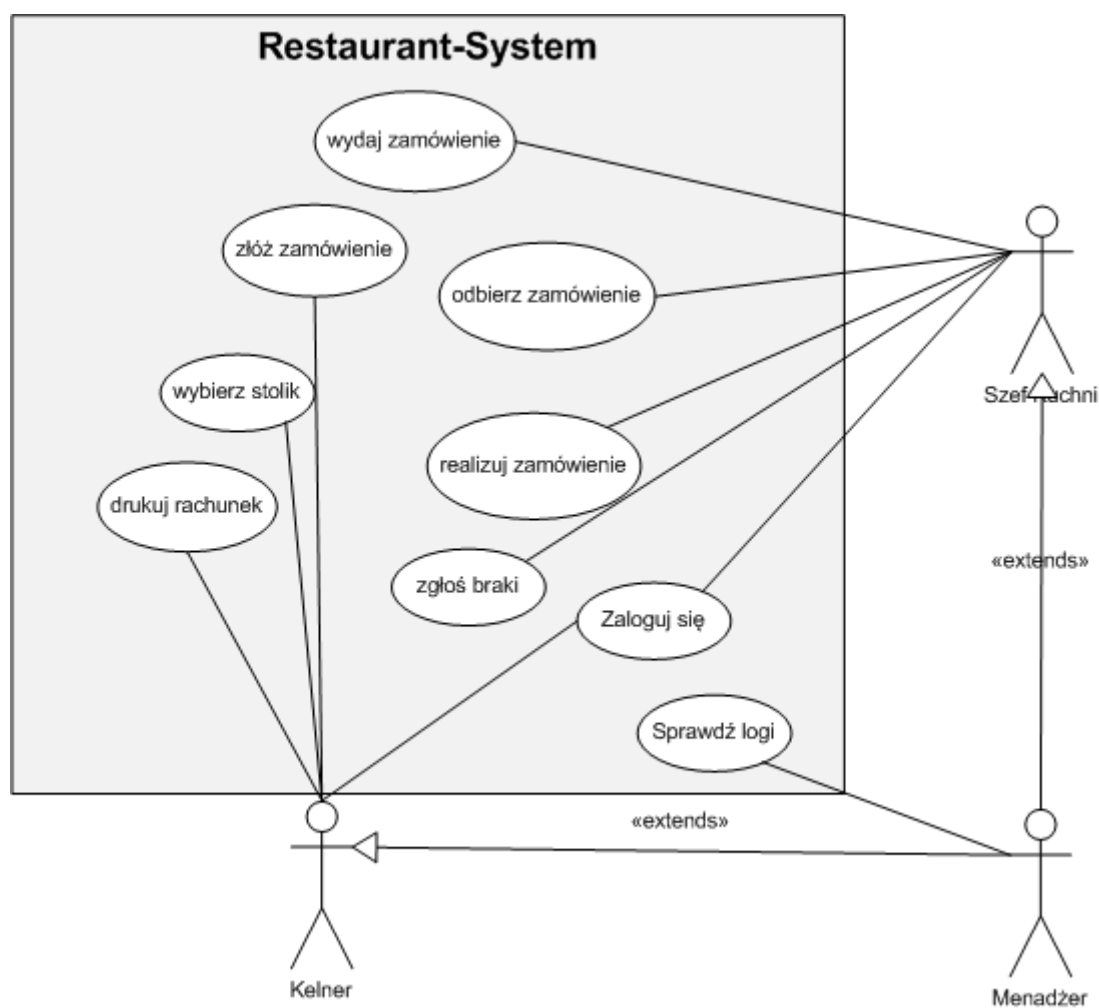 Restaurant-System
wydaj zamówienie
złóż zamówienie
odbierz zamówienie
wybierz stolik
realizuj zamówienie
drukuj rachunek
zgłoś braki
Zaloguj się
Sprawdź logi
Szef
«extends»
«extends»
Kelner
Menadżer